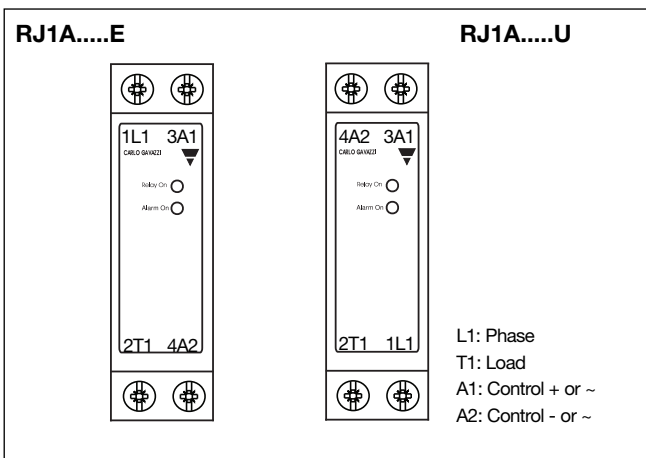 RJ1A.....E
RJ1A.....U
1L1 3A1
CARLO GAVAZZI
Relay On
Alarm On
2T1 4A2
4A2 3A1
CARLO GAVAZZI
Relay On
Alarm On
2T1 1L1
L1: Phase
T1: Load
A1: Control + or ~
A2: Control - or ~